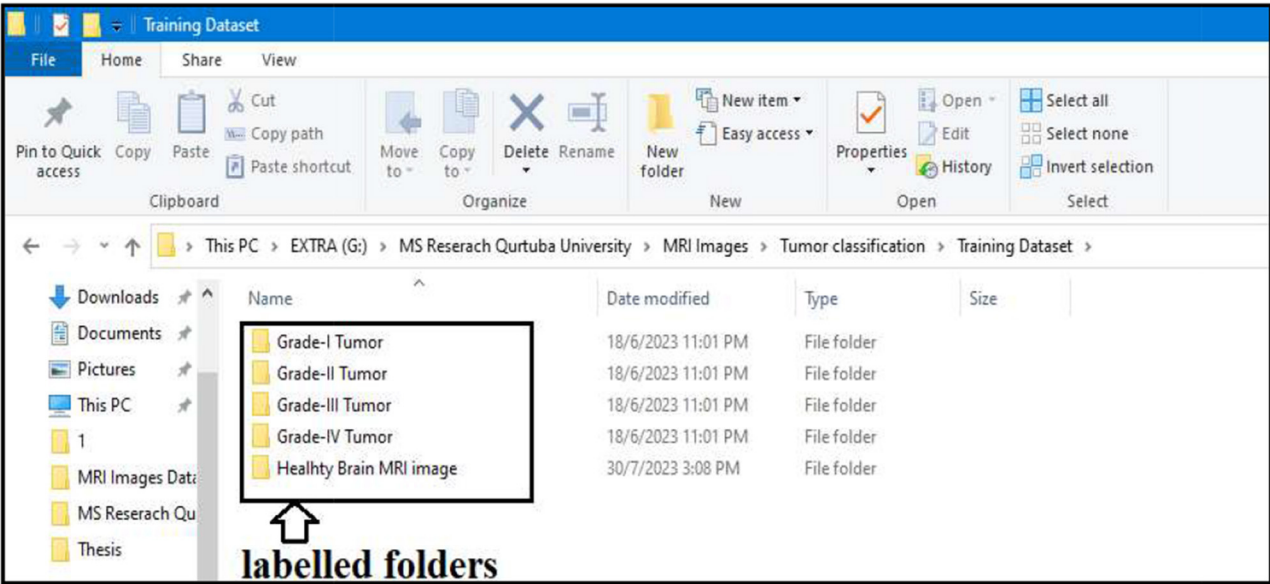 Training Dataset
File Home Share View
Pin to Quick access
Copy
Paste
Cut
Copy path
Paste shortcut
Clipboard
Move to
Copy to
Delete
Rename
Organize
New folder
New item
Easy access
New
Properties
Open
Edit
History
Open
Select all
Select none
Invert selection
Select
This PC > EXTRA (G:) > MS Reserach Qurtuba University > MRI Images > Tumor classification > Training Dataset >
Downloads
Documents
Pictures
This PC
1
MRI Images Data
MS Reserach Qu
Thesis
Name Date modified Type Size
Grade-I Tumor 18/6/2023 11:01 PM File folder
Grade-II Tumor 18/6/2023 11:01 PM File folder
Grade-III Tumor 18/6/2023 11:01 PM File folder
Grade-IV Tumor 18/6/2023 11:01 PM File folder
Healhty Brain MRI image 30/7/2023 3:08 PM File folder
labelled folders